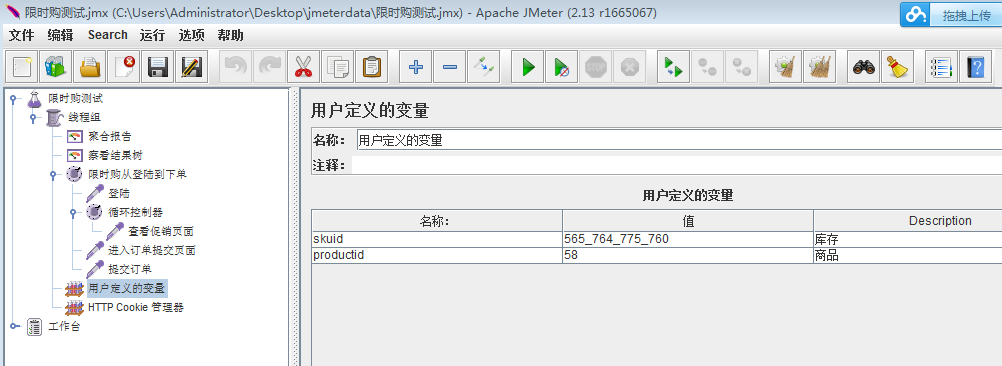 限时购测试.jmx (C:\Users\Administrator\Desktop\jmeterdata\限时购测试.jmx) - Apache JMeter (2.13 r1665067)
拖拽上传
文件 编辑 Search 运行 选项 帮助
限时购测试
线程组
聚合报告
察看结果树
限时购从登陆到下单
登陆
循环控制器
查看促销页面
进入订单提交页面
提交订单
用户定义的变量
HTTP Cookie 管理器
工作台
用户定义的变量
名称： 用户定义的变量
注释：
用户定义的变量
名称: 值 Description
skuid 565_764_775_760 库存
productid 58 商品